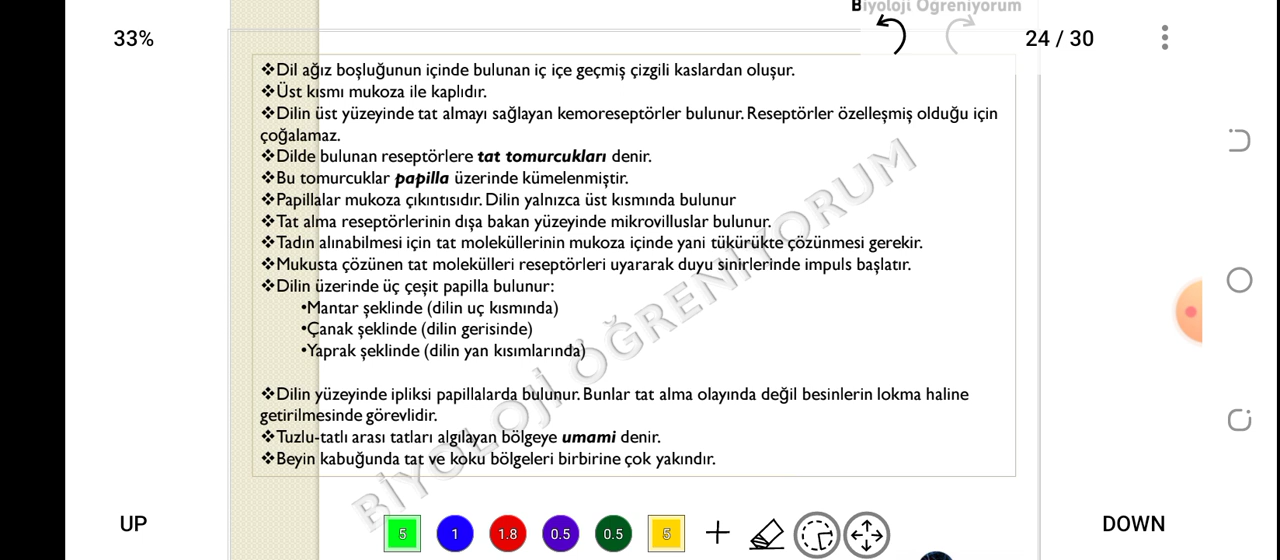 Biyoloji Öğreniyorum
33%
24 / 30
❖Dil ağız boşluğunun içinde bulunan iç içe geçmiş çizgili kaslardan oluşur.
❖Üst kısmı mukoza ile kaplıdır.
❖Dilin üst yüzeyinde tat almayı sağlayan kemoreseptörler bulunur. Reseptörler özelleşmiş olduğu için
çoğalamaz.
❖Dilde bulunan reseptörlere tat tomurcukları denir.
❖Bu tomurcuklar papilla üzerinde kümelenmiştir.
❖Papillalar mukoza çıkıntısıdır. Dilin yalnızca üst kısmında bulunur
❖Tat alma reseptörlerinin dışa bakan yüzeyinde mikrovilluslar bulunur.
❖Tadın alınabilmesi için tat moleküllerinin mukoza içinde yani tükürükte çözünmesi gerekir.
❖Mukusta çözünen tat molekülleri reseptörleri uyararak duyu sinirlerinde impuls başlatır.
❖Dilin üzerinde üç çeşit papilla bulunur:
•Mantar şeklinde (dilin uç kısmında)
•Çanak şeklinde (dilin gerisinde)
•Yaprak şeklinde (dilin yan kısımlarında)
❖Dilin yüzeyinde ipliksi papillalarda bulunur. Bunlar tat alma olayında değil besinlerin lokma haline
getirilmesinde görevlidir.
❖Tuzlu-tatlı arası tatları algılayan bölgeye umami denir.
❖Beyin kabuğunda tat ve koku bölgeleri birbirine çok yakındır.
BİYOLOJİ ÖĞRENİYORUM
UP
5 1 1.8 0.5 0.5 5
DOWN